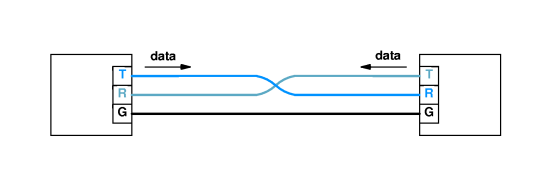 data data
T T
R R
G G